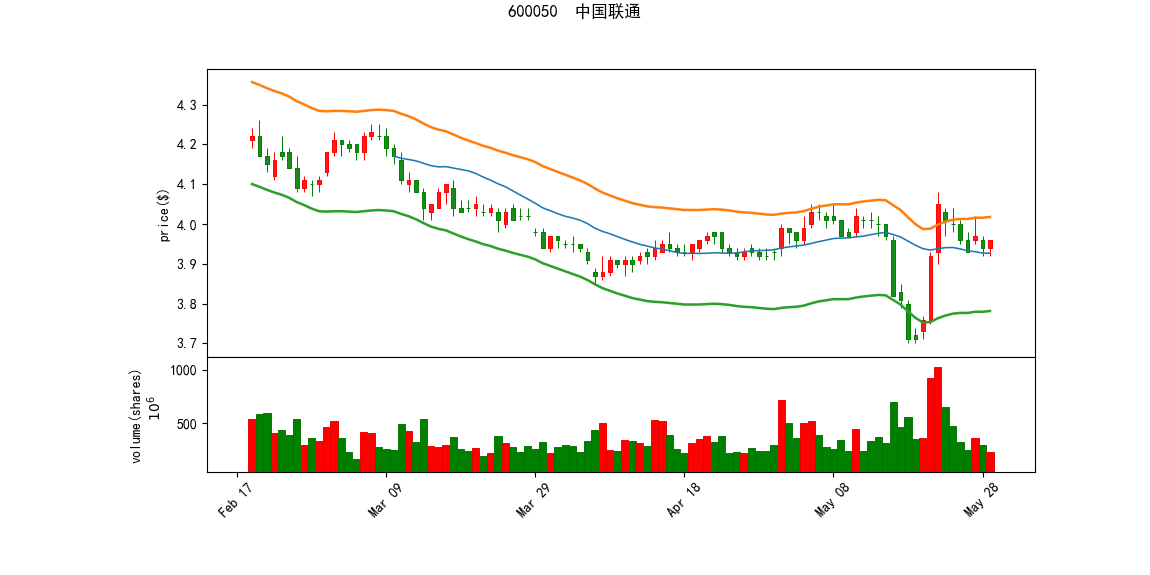 600050 中国联通
price($)
4.3
4.2
4.1
4.0
3.9
3.8
3.7
volume(shares)
10^6
1000
500
Feb 17
Mar 09
Mar 29
Apr 18
May 08
May 28